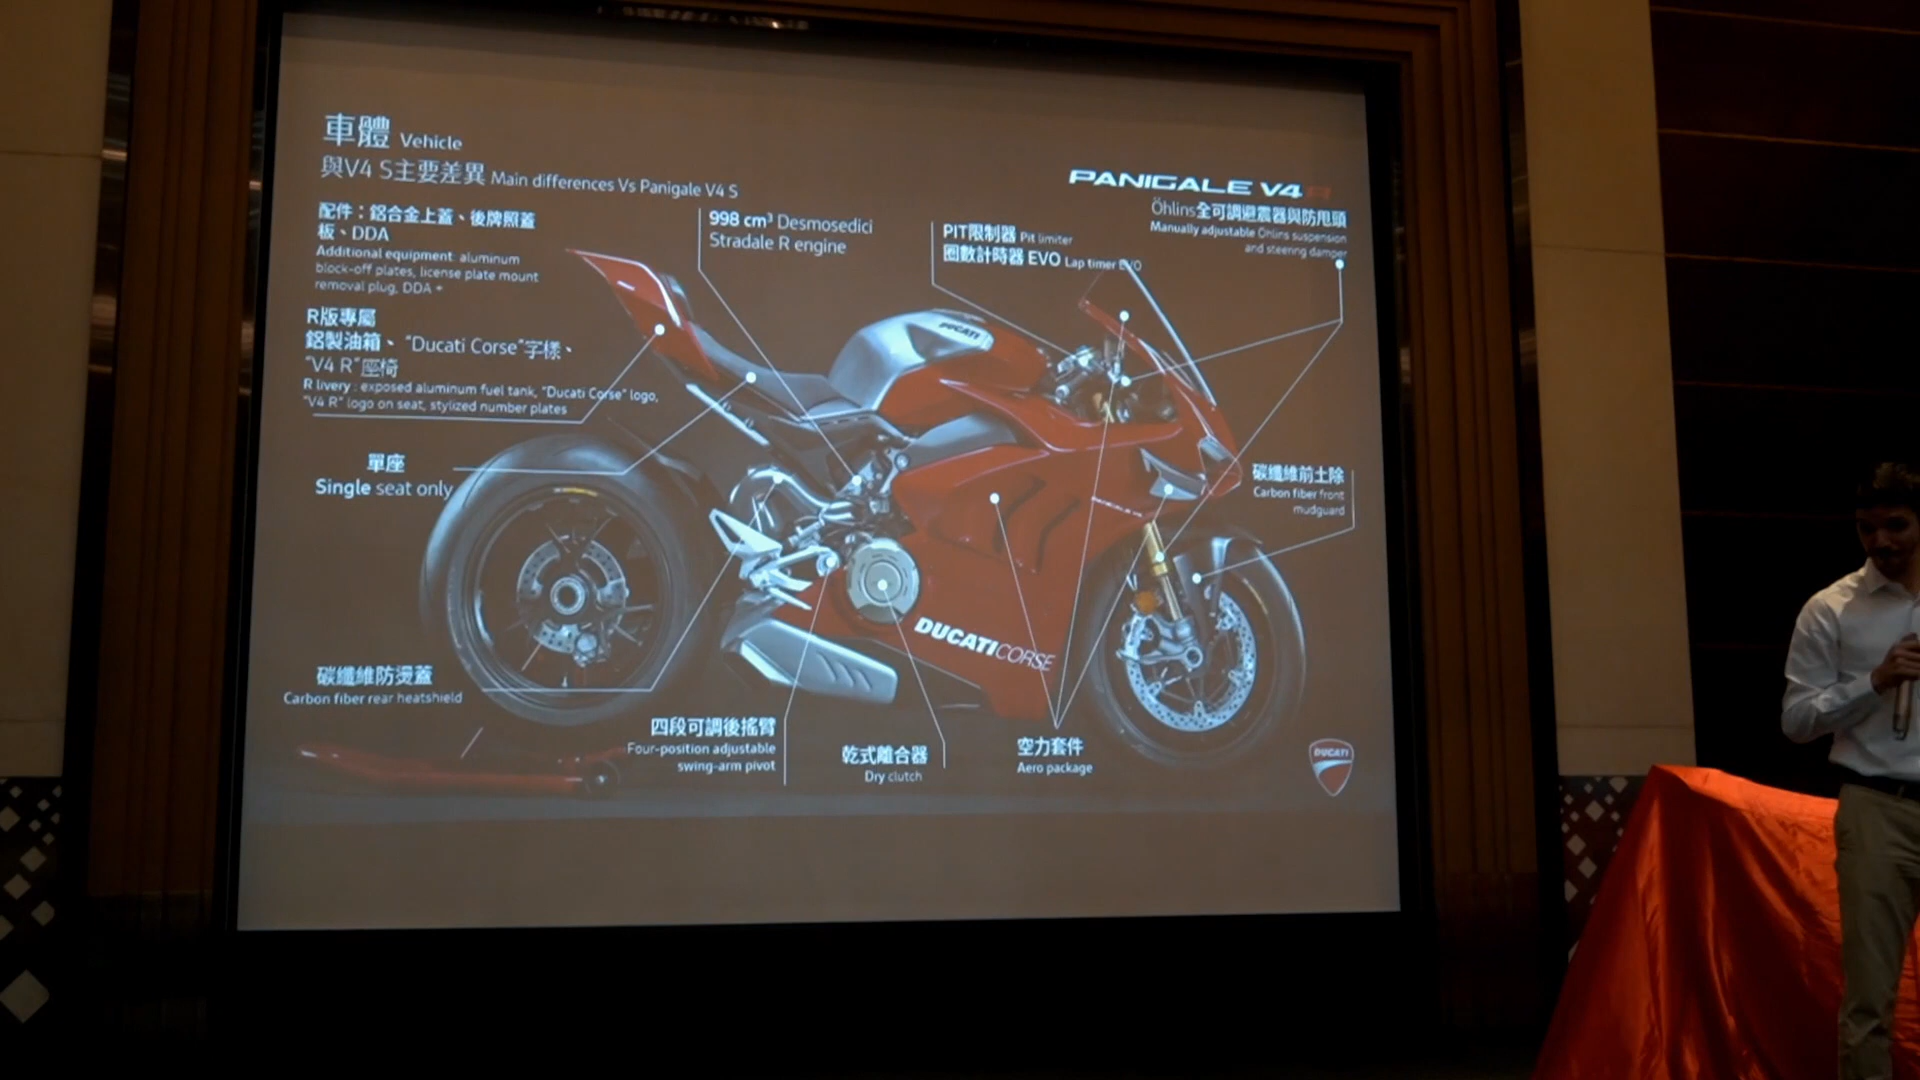 車體 Vehicle
與V4 S主要差異 Main differences Vs Panigale V4 S
PANIGALE V4 R
配件：鋁合金上蓋、後牌照蓋
板、DDA
Additional equipment: aluminum
block-off plates, license plate mount
removal plug, DDA +
998 cm³ Desmosedici
Stradale R engine
PIT限制器 Pit limiter
圈數計時器 EVO Lap timer EVO
Öhlins全可調避震器與防甩頭
Manually adjustable Öhlins suspension
and steering damper
R版專屬
鋁製油箱、 "Ducati Corse"字樣、
"V4 R"座椅
R livery : exposed aluminum fuel tank, "Ducati Corse" logo,
"V4 R" logo on seat, stylized number plates
DUCATI
單座
Single seat only
碳纖維前土除
Carbon fiber front
mudguard
DUCATICORSE
碳纖維防燙蓋
Carbon fiber rear heatshield
四段可調後搖臂
Four-position adjustable
swing-arm pivot
乾式離合器
Dry clutch
空力套件
Aero package
DUCATI